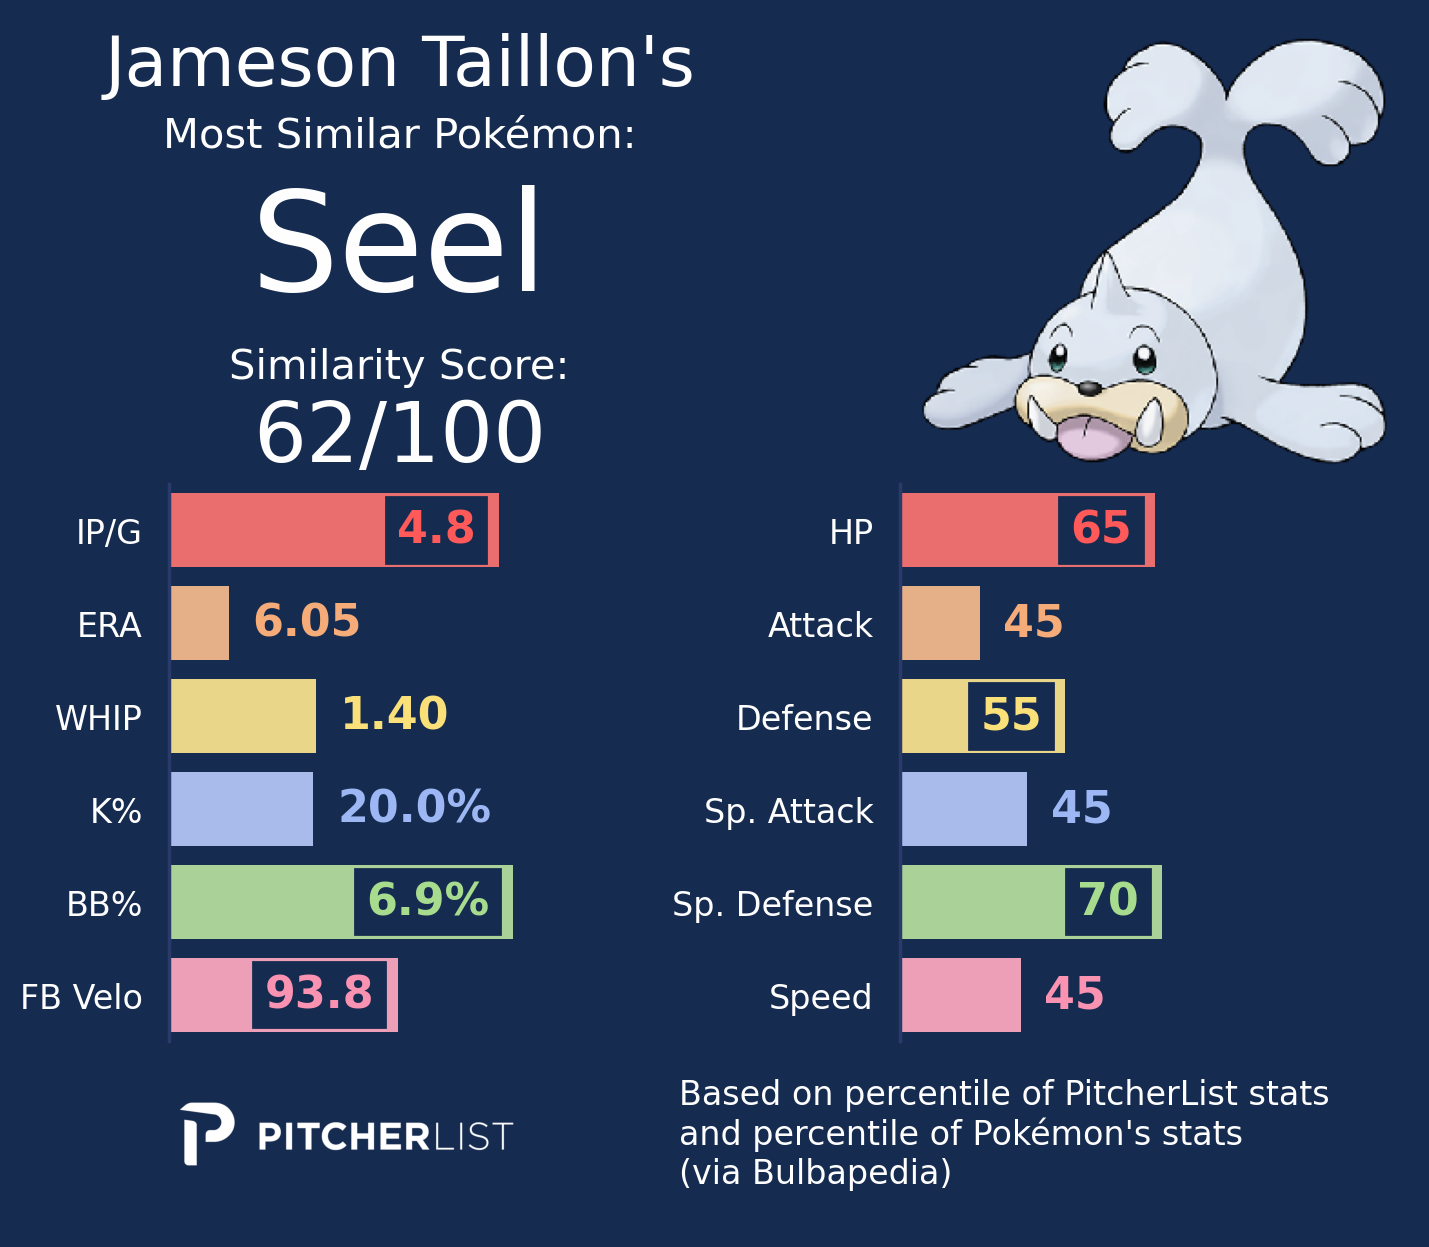 Jameson Taillon's
Most Similar Pokémon:
Seel
Similarity Score:
62/100
IP/G 4.8
ERA 6.05
WHIP 1.40
K% 20.0%
BB% 6.9%
FB Velo 93.8
HP 65
Attack 45
Defense 55
Sp. Attack 45
Sp. Defense 70
Speed 45
PITCHERLIST
Based on percentile of PitcherList stats
and percentile of Pokémon's stats
(via Bulbapedia)